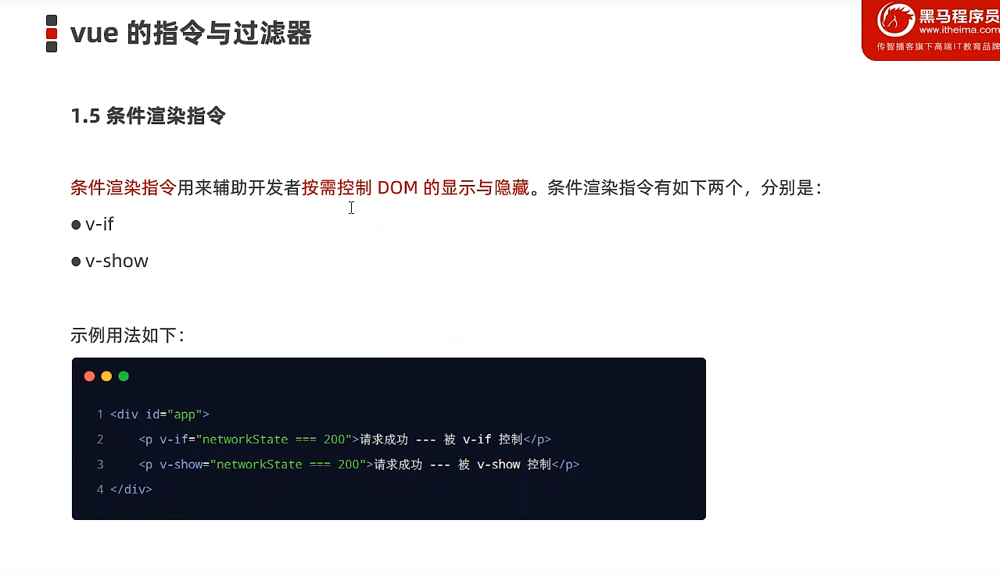 vue 的指令与过滤器
黑马程序员
www.itheima.com
传智播客旗下高端IT教育品牌
1.5 条件渲染指令
条件渲染指令用来辅助开发者按需控制 DOM 的显示与隐藏。条件渲染指令有如下两个，分别是：
● v-if
● v-show
示例用法如下：
1 <div id="app">
2     <p v-if="networkState === 200">请求成功 --- 被 v-if 控制</p>
3     <p v-show="networkState === 200">请求成功 --- 被 v-show 控制</p>
4 </div>